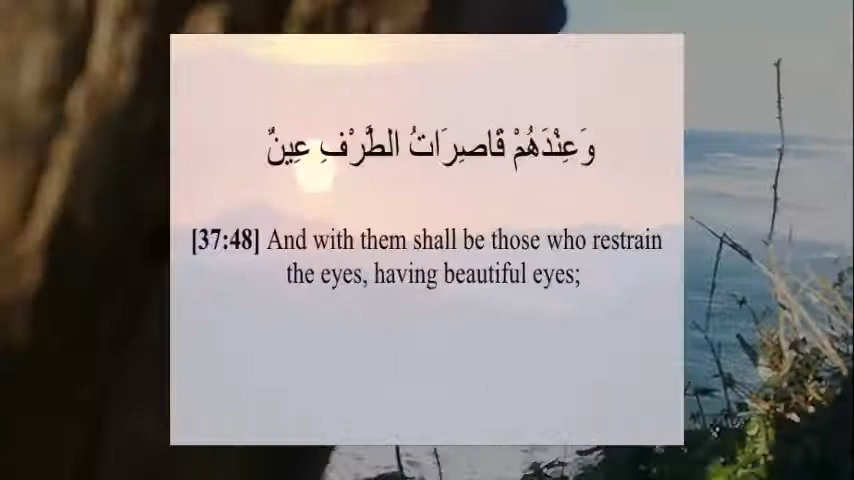 وَعِنْدَهُمْ قَاصِرَاتُ الطَّرْفِ عِينٌ
[37:48] And with them shall be those who restrain
the eyes, having beautiful eyes;